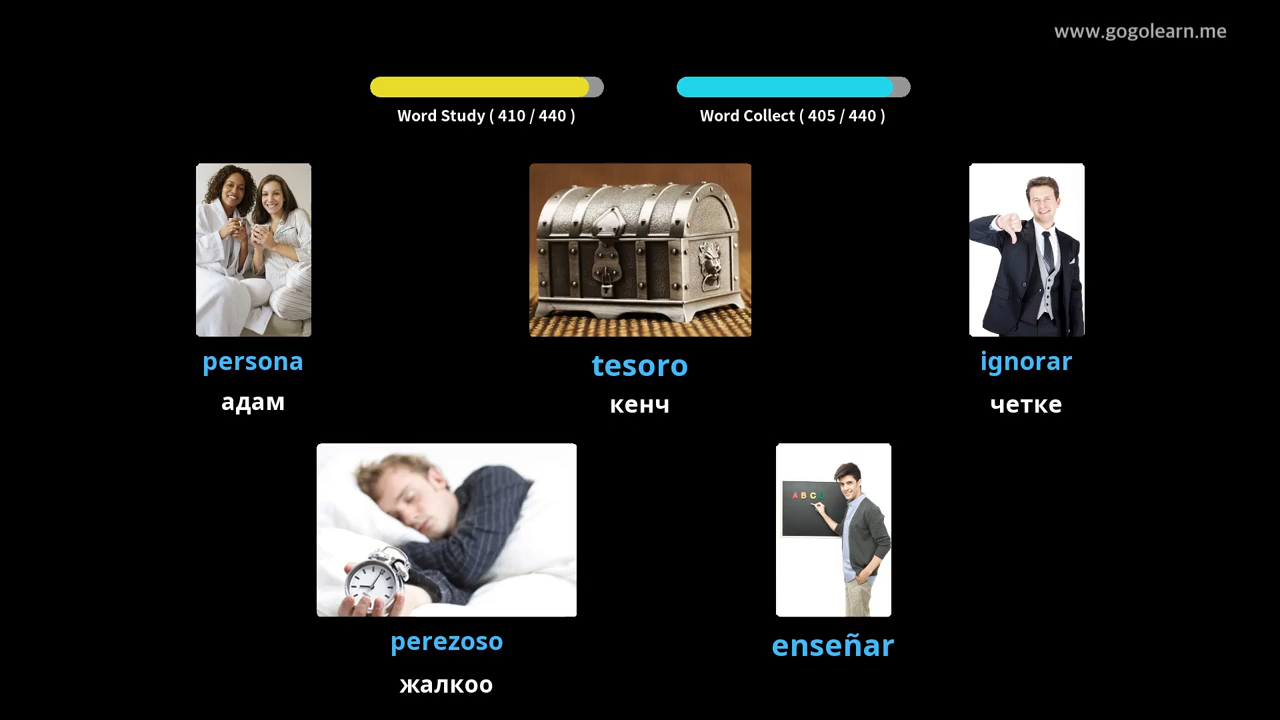 www.gogolearn.me
Word Study ( 410 / 440 )
Word Collect ( 405 / 440 )
persona
адам
tesoro
кенч
ignorar
четке
A B C
perezoso
жалкоо
enseñar